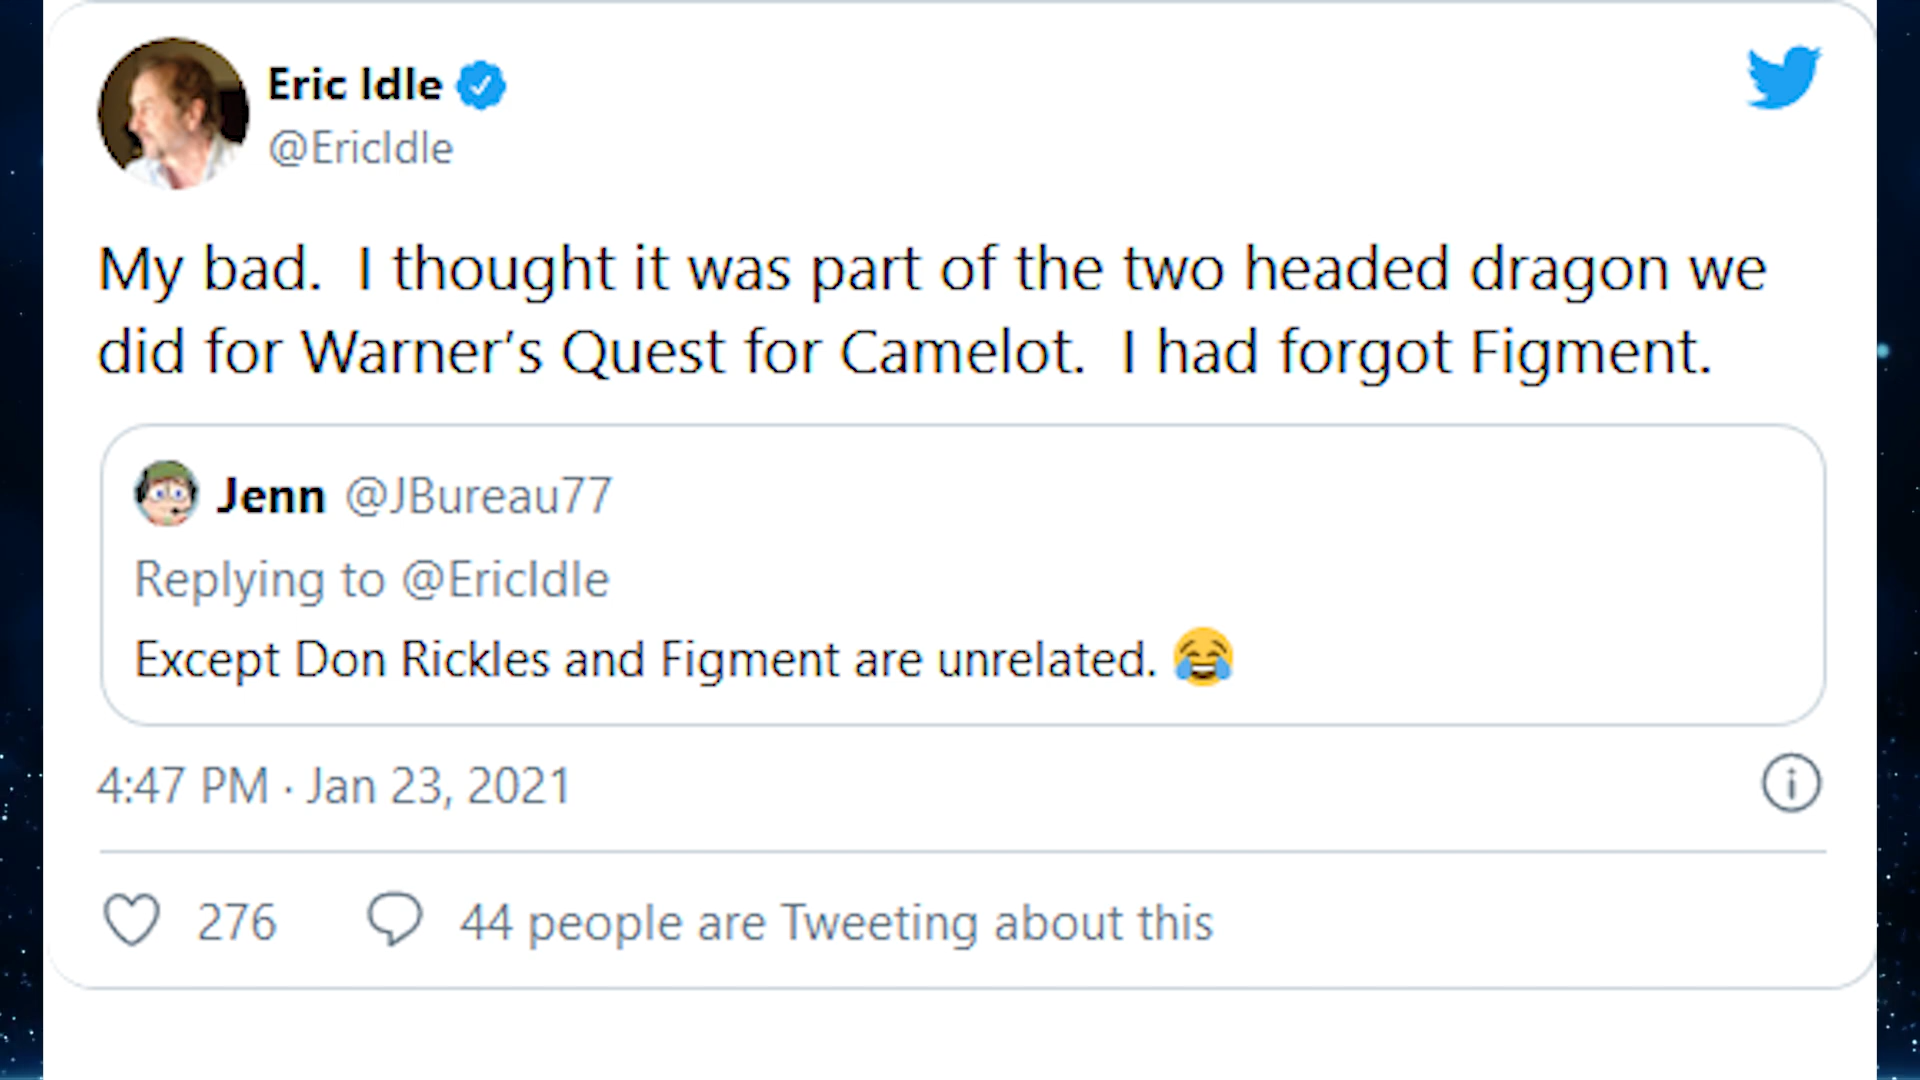 Eric Idle
@EricIdle
My bad.  I thought it was part of the two headed dragon we
did for Warner’s Quest for Camelot.  I had forgot Figment.
Jenn @JBureau77
Replying to @EricIdle
Except Don Rickles and Figment are unrelated. 😂
4:47 PM · Jan 23, 2021
276 44 people are Tweeting about this